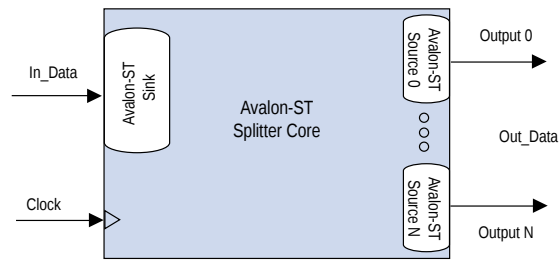 In_Data
Clock
Avalon-ST
Sink
Avalon-ST
Splitter Core
Avalon-ST
Source 0
Avalon-ST
Source N
Output 0
Out_Data
Output N